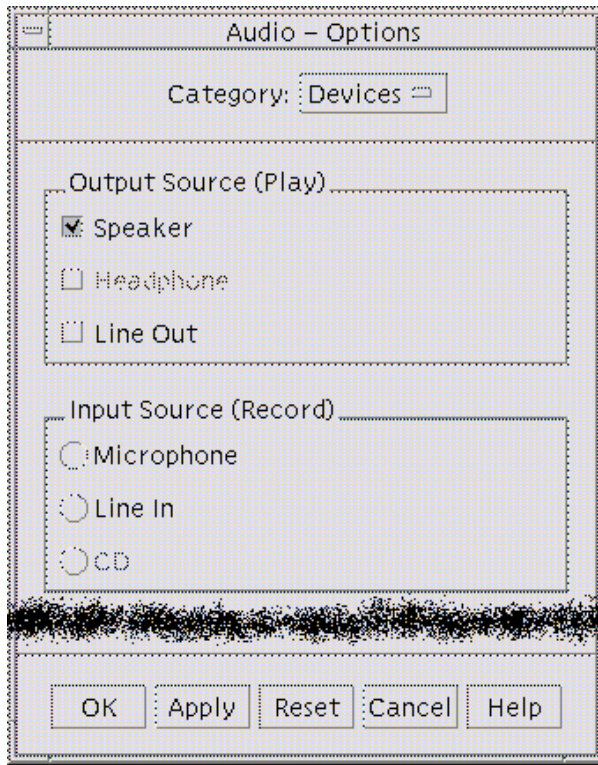 Audio – Options
Category: Devices
Output Source (Play)
Speaker
Headphone
Line Out
Input Source (Record)
Microphone
Line In
CD
OK Apply Reset Cancel Help